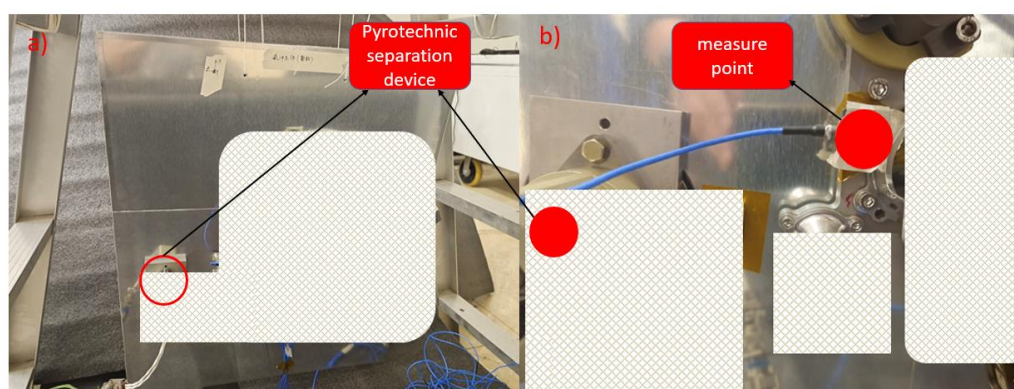 a)
Pyrotechnic
separation
device
b)
measure
point